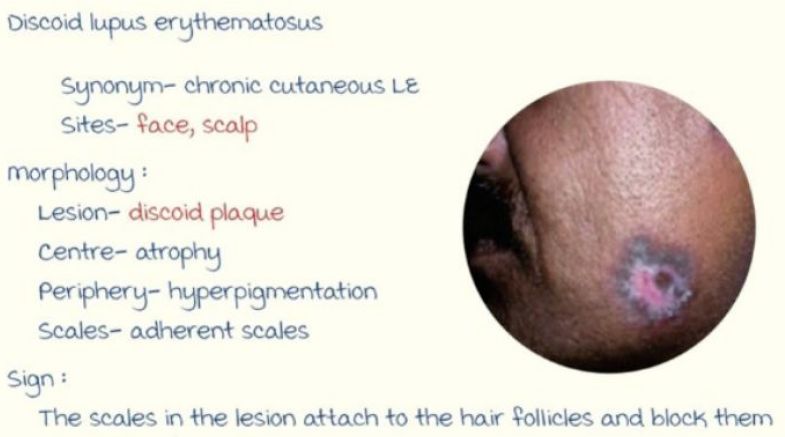 Discoid lupus erythematosus
Synonym- chronic cutaneous LE
Sites- face, scalp
morphology :
Lesion- discoid plaque
Centre- atrophy
Periphery- hyperpigmentation
Scales- adherent scales
Sign :
The scales in the lesion attach to the hair follicles and block them